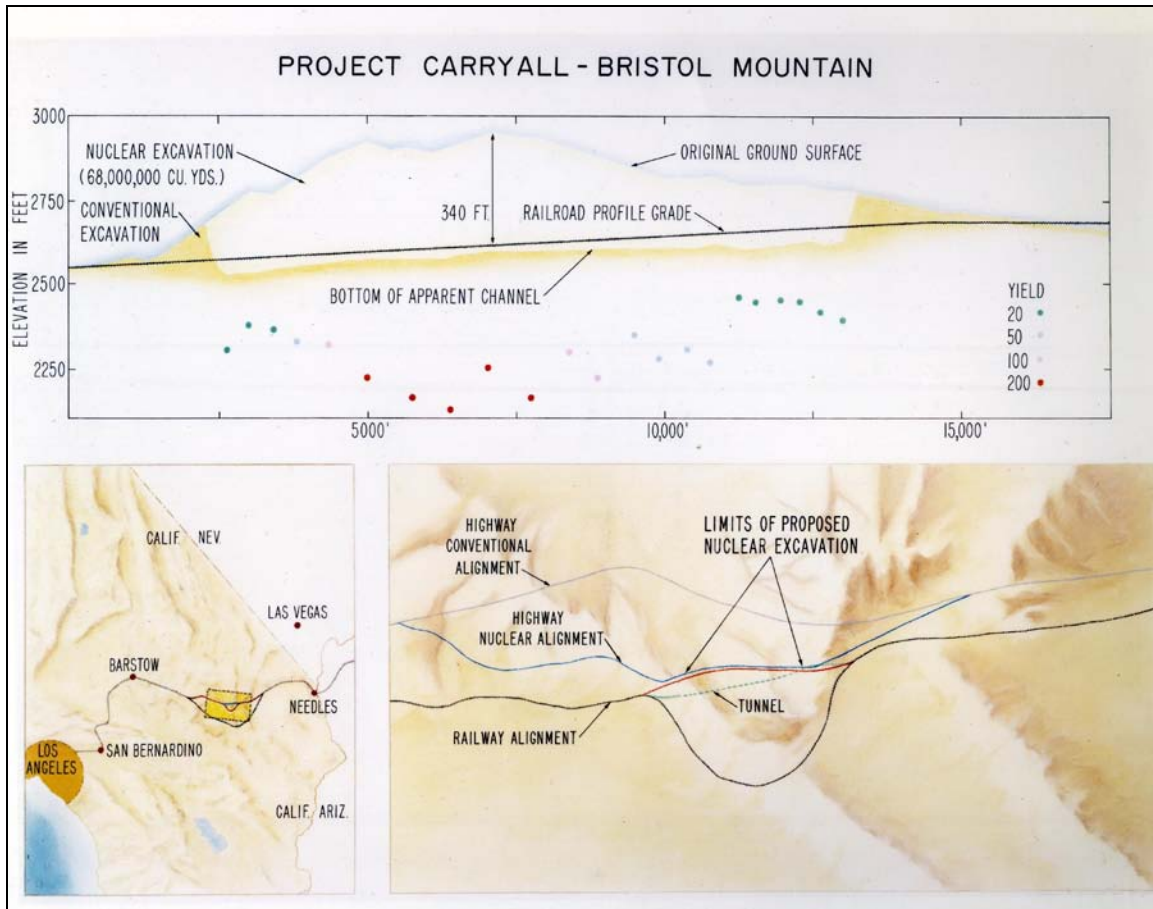 PROJECT CARRYALL - BRISTOL MOUNTAIN
3000
2750
2500
2250
ELEVATION IN FEET
NUCLEAR EXCAVATION
(68,000,000 CU. YDS.)
CONVENTIONAL
EXCAVATION
340 FT.
ORIGINAL GROUND SURFACE
RAILROAD PROFILE GRADE
BOTTOM OF APPARENT CHANNEL
YIELD
20
50
100
200
5000'
10,000'
15,000'
CALIF. NEV.
LAS VEGAS
BARSTOW
NEEDLES
SAN BERNARDINO
LOS
ANGELES
CALIF. ARIZ.
HIGHWAY
CONVENTIONAL
ALIGNMENT
HIGHWAY
NUCLEAR ALIGNMENT
LIMITS OF PROPOSED
NUCLEAR EXCAVATION
TUNNEL
RAILWAY ALIGNMENT